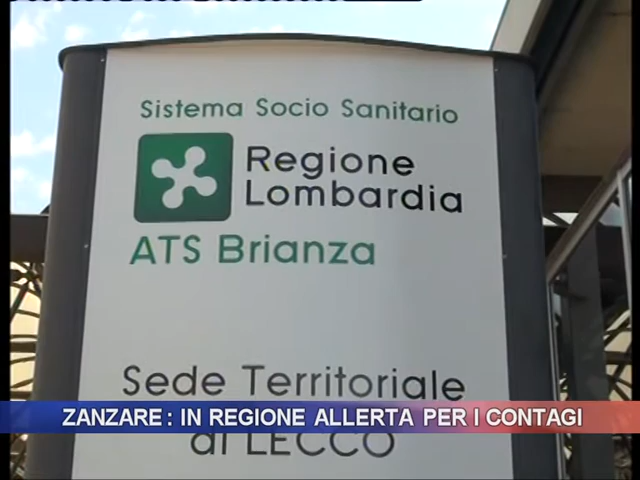 Sistema Socio Sanitario
Regione
Lombardia
ATS Brianza
Sede Territoriale
ZANZARE: IN REGIONE ALLERTA PER I CONTAGI
di LECCO